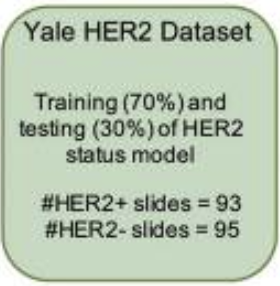 Yale HER2 Dataset
Training (70%) and
testing (30%) of HER2
status model
#HER2+ slides = 93
#HER2- slides = 95